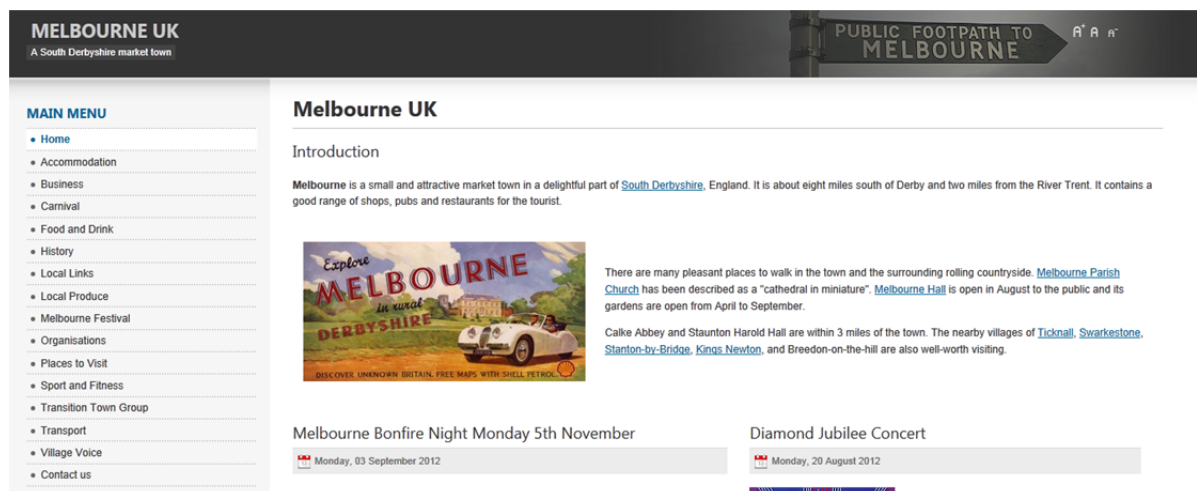 MELBOURNE UK
A South Derbyshire market town
PUBLIC FOOTPATH TO
MELBOURNE
A+ A A-
MAIN MENU
Home
Accommodation
Business
Carnival
Food and Drink
History
Local Links
Local Produce
Melbourne Festival
Organisations
Places to Visit
Sport and Fitness
Transition Town Group
Transport
Village Voice
Contact us
Melbourne UK
Introduction
Melbourne is a small and attractive market town in a delightful part of South Derbyshire, England. It is about eight miles south of Derby and two miles from the River Trent. It contains a
good range of shops, pubs and restaurants for the tourist.
Explore
MELBOURNE
in rural
DERBYSHIRE
DISCOVER UNKNOWN BRITAIN. FREE MAPS WITH SHELL PETROL.
There are many pleasant places to walk in the town and the surrounding rolling countryside. Melbourne Parish
Church has been described as a "cathedral in miniature". Melbourne Hall is open in August to the public and its
gardens are open from April to September.
Calke Abbey and Staunton Harold Hall are within 3 miles of the town. The nearby villages of Ticknall, Swarkestone,
Stanton-by-Bridge, Kings Newton, and Breedon-on-the-hill are also well-worth visiting.
Melbourne Bonfire Night Monday 5th November
Monday, 03 September 2012
Diamond Jubilee Concert
Monday, 20 August 2012